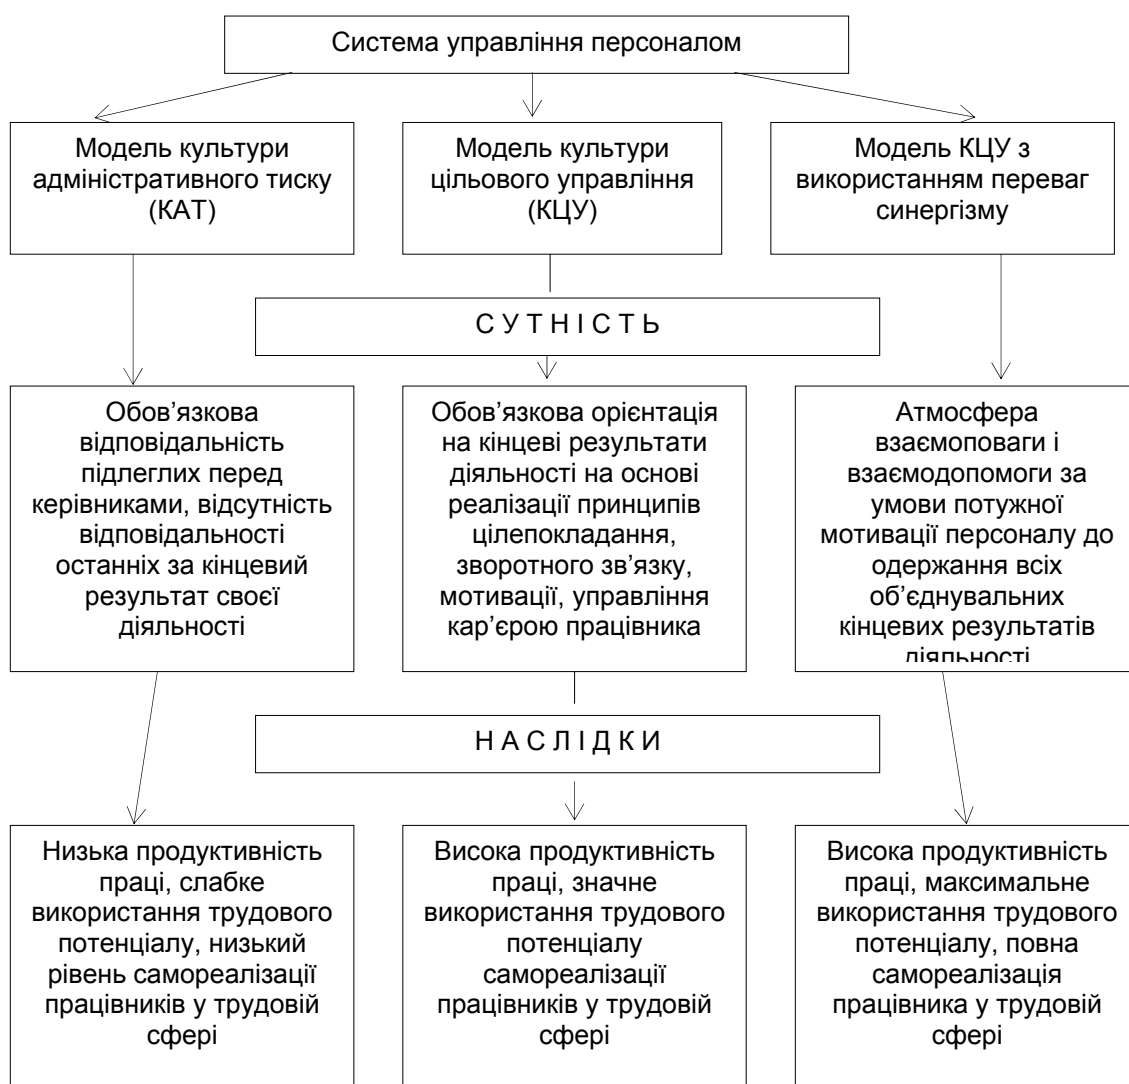 Система управління персоналом
Модель культури
адміністративного тиску
(КАТ)
Модель культури
цільового управління
(КЦУ)
Модель КЦУ з
використанням переваг
синергізму
С У Т Н І С Т Ь
Обов’язкова
відповідальність
підлеглих перед
керівниками, відсутність
відповідальності
останніх за кінцевий
результат своєї
діяльності
Обов’язкова орієнтація
на кінцеві результати
діяльності на основі
реалізації принципів
цілепокладання,
зворотного зв’язку,
мотивації, управління
кар’єрою працівника
Атмосфера
взаємоповаги і
взаємодопомоги за
умови потужної
мотивації персоналу до
одержання всіх
об’єднувальних
кінцевих результатів
діяльності
Н А С Л І Д К И
Низька продуктивність
праці, слабке
використання трудового
потенціалу, низький
рівень самореалізації
працівників у трудовій
сфері
Висока продуктивність
праці, значне
використання трудового
потенціалу
самореалізації
працівників у трудовій
сфері
Висока продуктивність
праці, максимальне
використання трудового
потенціалу, повна
самореалізація
працівника у трудовій
сфері